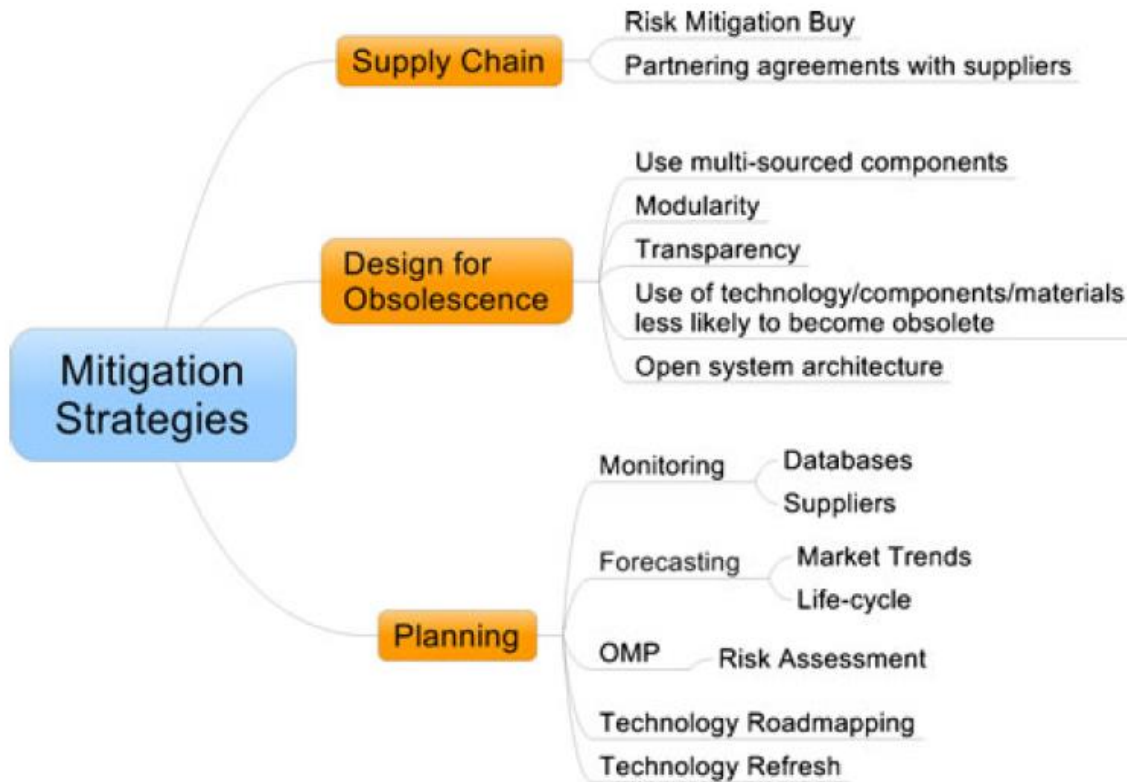 Supply Chain
Risk Mitigation Buy
Partnering agreements with suppliers
Design for
Obsolescence
Use multi-sourced components
Modularity
Transparency
Use of technology/components/materials
less likely to become obsolete
Open system architecture
Mitigation
Strategies
Planning
Monitoring
Databases
Suppliers
Forecasting
Market Trends
Life-cycle
OMP
Risk Assessment
Technology Roadmapping
Technology Refresh